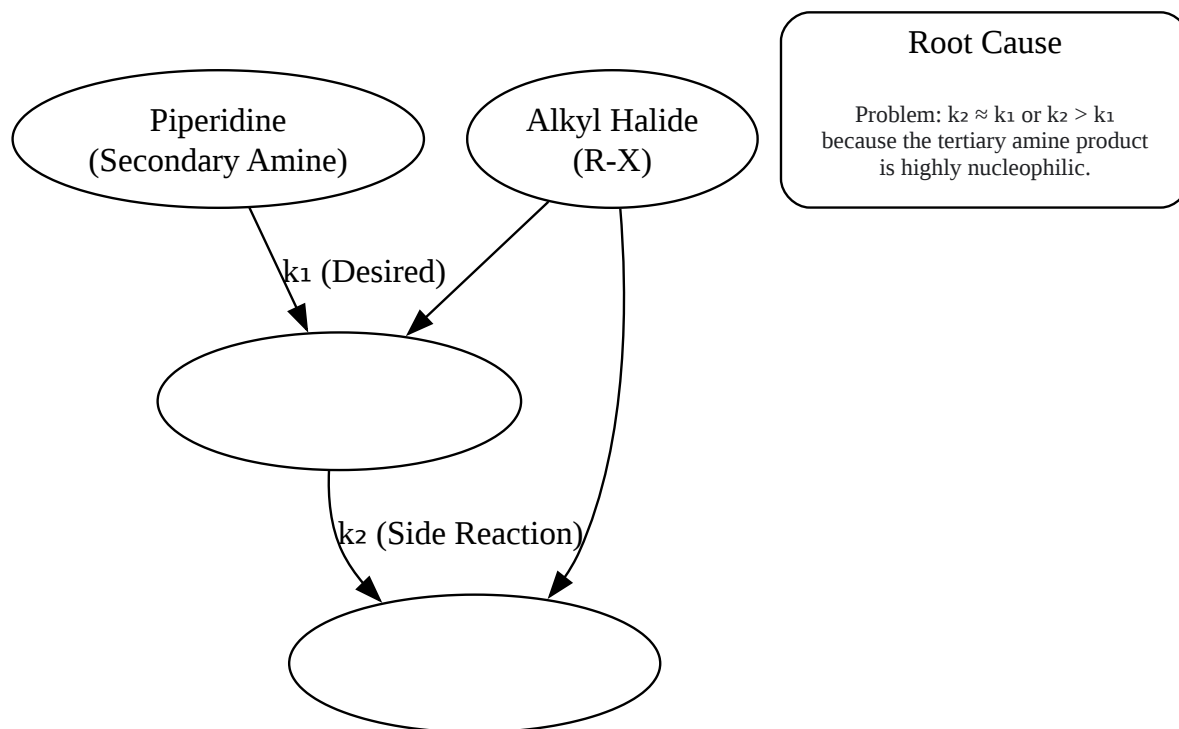 Piperidine
(Secondary Amine)
Alkyl Halide
(R-X)
Root Cause
Problem: k₂ ≈ k₁ or k₂ > k₁
because the tertiary amine product
is highly nucleophilic.
k₁ (Desired)
k₂ (Side Reaction)